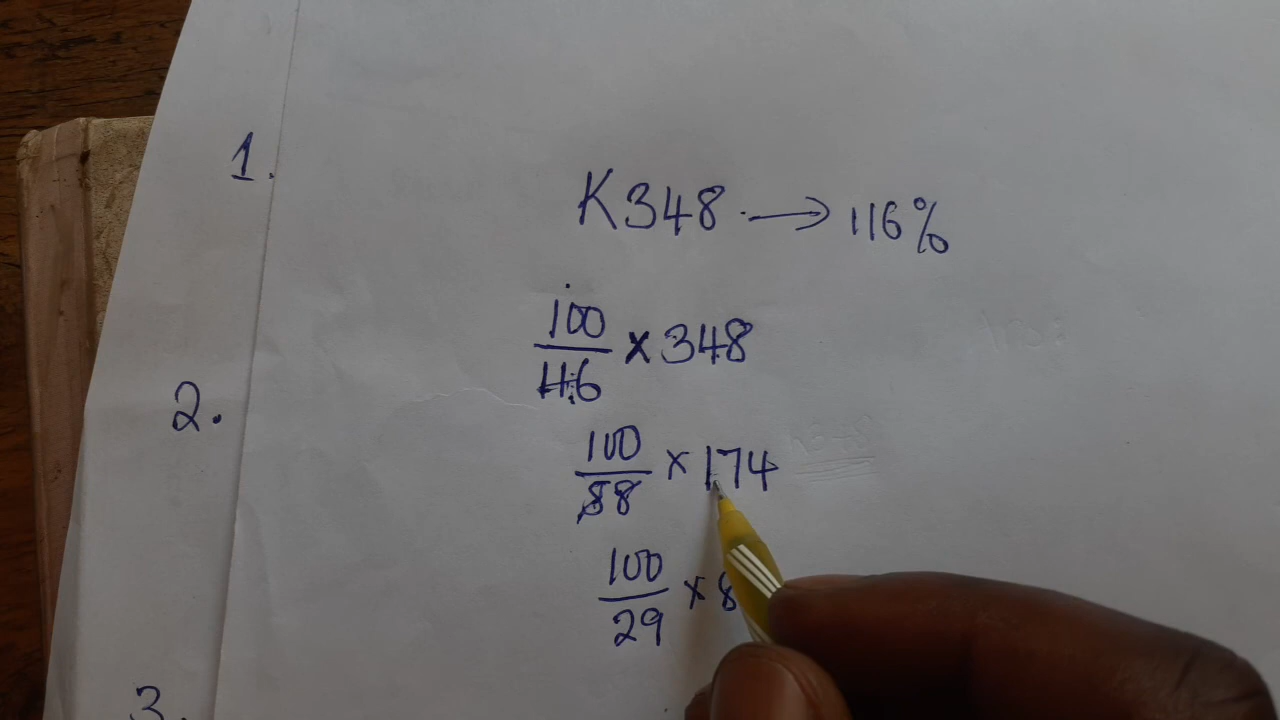 1.
K348 → 116%
100/116 × 348
2.
100/58 × 174
100/29 × 8
3.